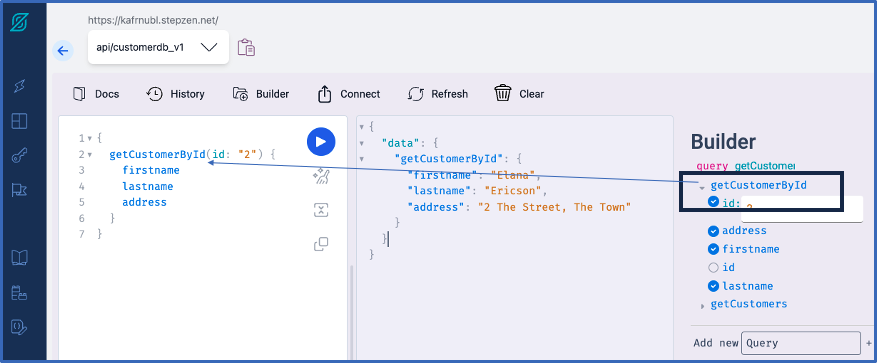 https://kafrnubl.stepzen.net/
api/customerdb_v1
Docs
History
Builder
Connect
Refresh
Clear
1 {
2 getCustomerById(id: "2") {
3 firstname
4 lastname
5 address
6 }
7 }
{
"data": {
"getCustomerById": {
"firstname": "Elana",
"lastname": "Ericson",
"address": "2 The Street, The Town"
}
}
}
Builder
query getCustomer
getCustomerById
id: 2
address
firstname
id
lastname
getCustomers
Add new Query +